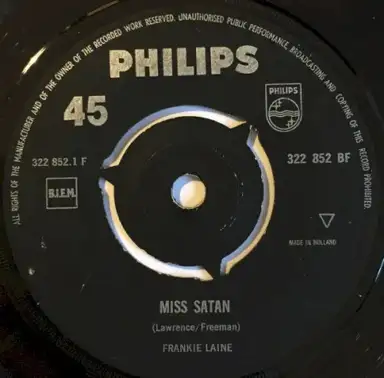 ALL RIGHTS OF THE MANUFACTURER AND OF THE OWNER OF THE RECORDED WORK RESERVED. UNAUTHORISED PUBLIC PERFORMANCE, BROADCASTING AND COPYING OF THIS RECORD PROHIBITED.
PHILIPS
45
PHILIPS
322 852.1 F
322 852 BF
B.I.E.M.
MADE IN HOLLAND
MISS SATAN
(Lawrence/Freeman)
FRANKIE LAINE